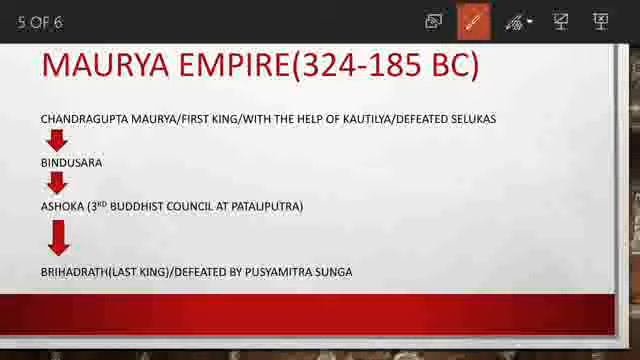 5 OF 6
MAURYA EMPIRE(324-185 BC)
CHANDRAGUPTA MAURYA/FIRST KING/WITH THE HELP OF KAUTILYA/DEFEATED SELUKAS
BINDUSARA
ASHOKA (3RD BUDDHIST COUNCIL AT PATALIPUTRA)
BRIHADRATH(LAST KING)/DEFEATED BY PUSYAMITRA SUNGA